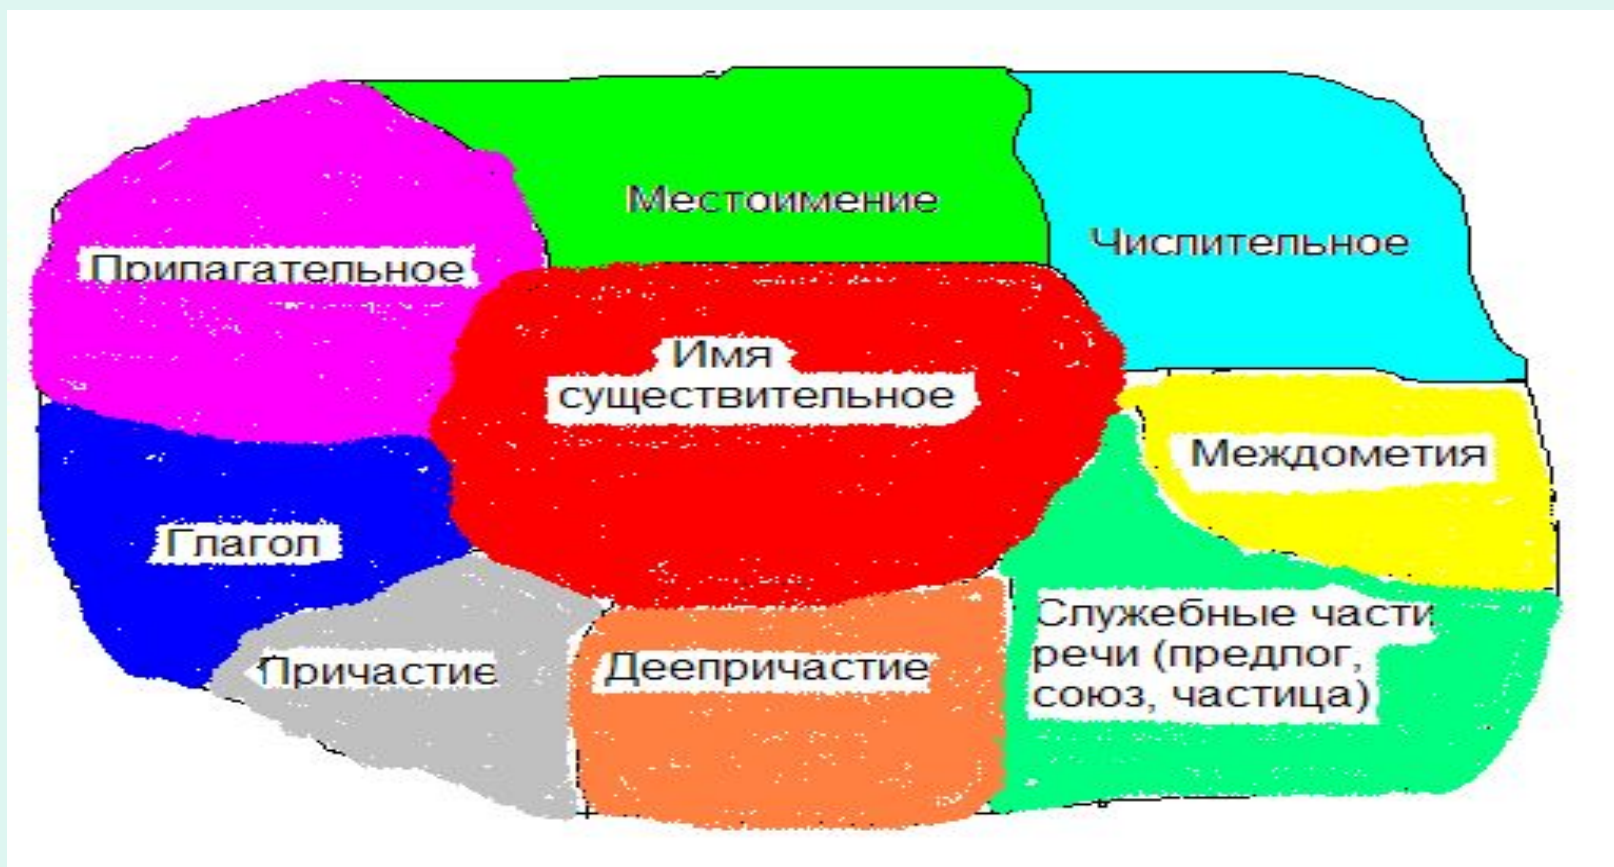 Местоимение
Числительное
Прилагательное
Имя
существительное
Междометия
Глагол
Служебные части
речи (предлог,
союз, частица)
Причастие
Деепричастие